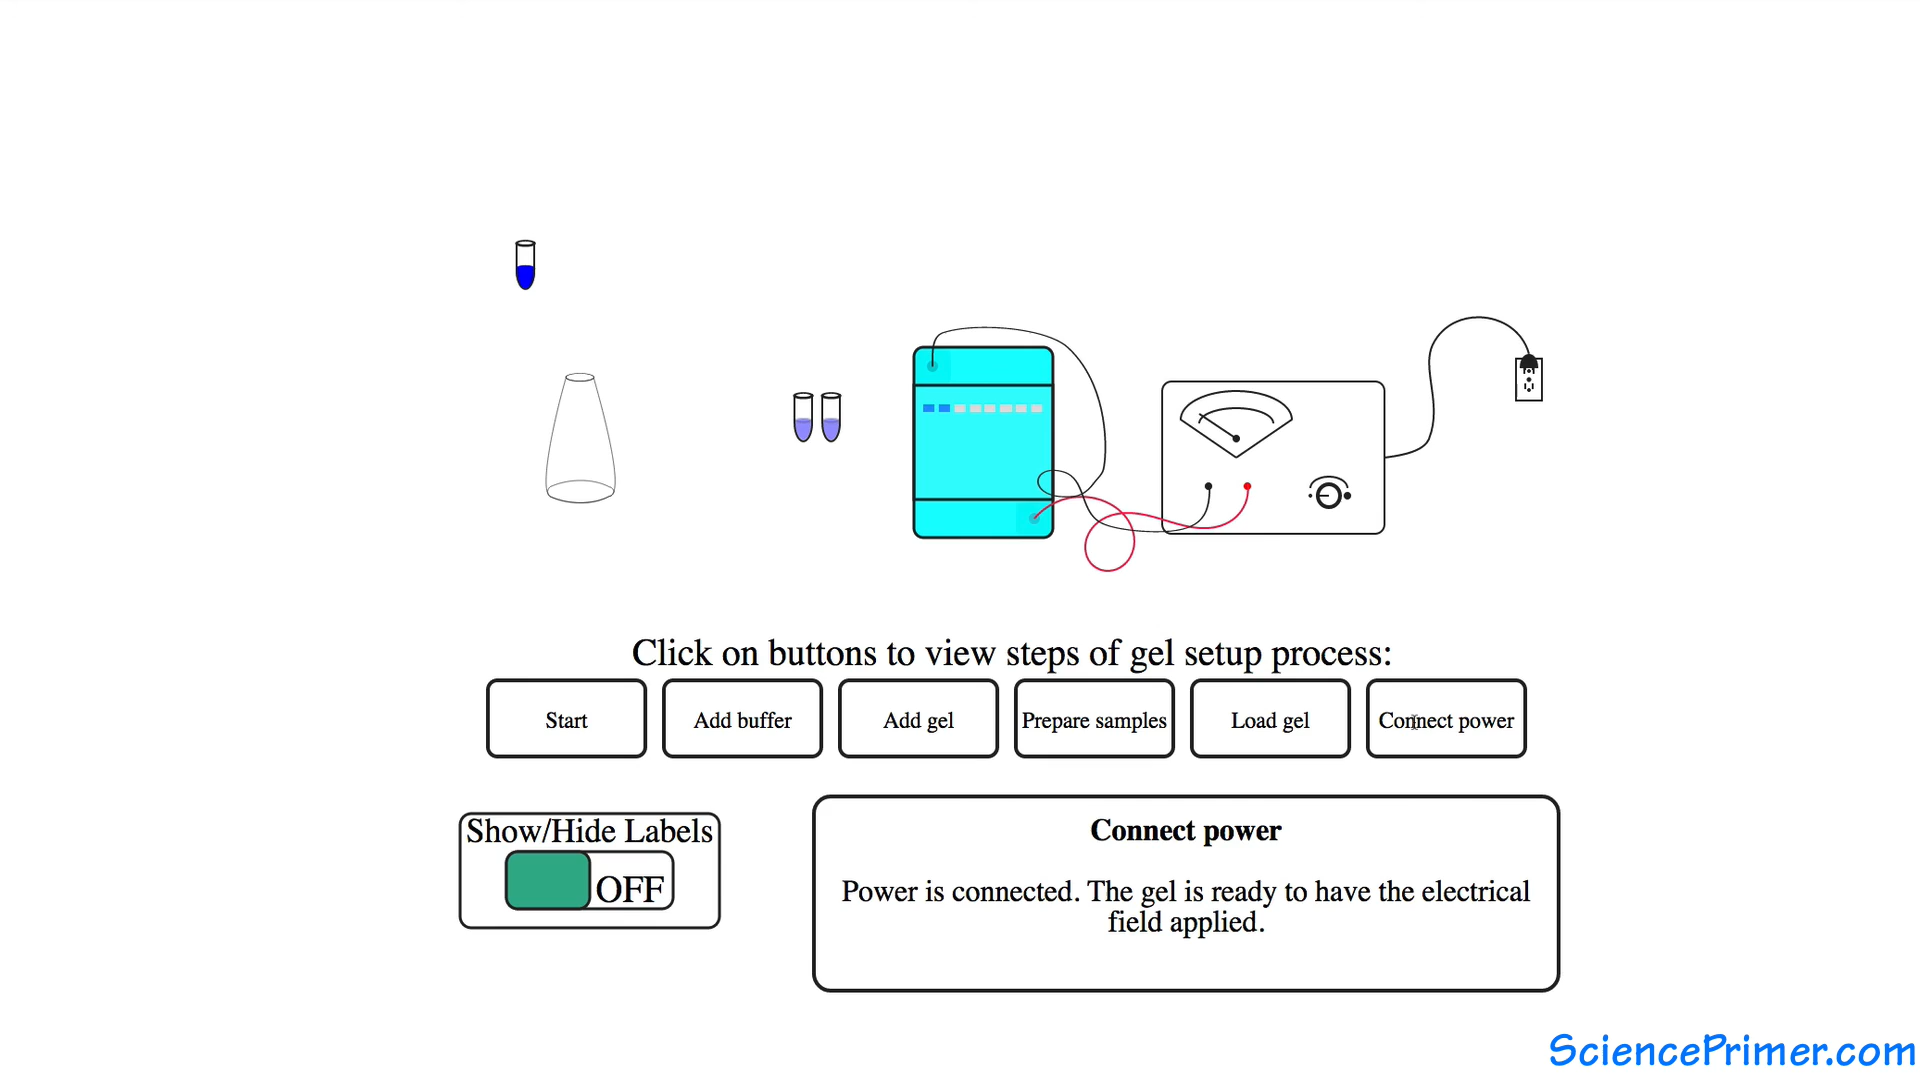 Click on buttons to view steps of gel setup process:
Start
Add buffer
Add gel
Prepare samples
Load gel
Connect power
Show/Hide Labels
OFF
Connect power
Power is connected. The gel is ready to have the electrical
field applied.
SciencePrimer.com